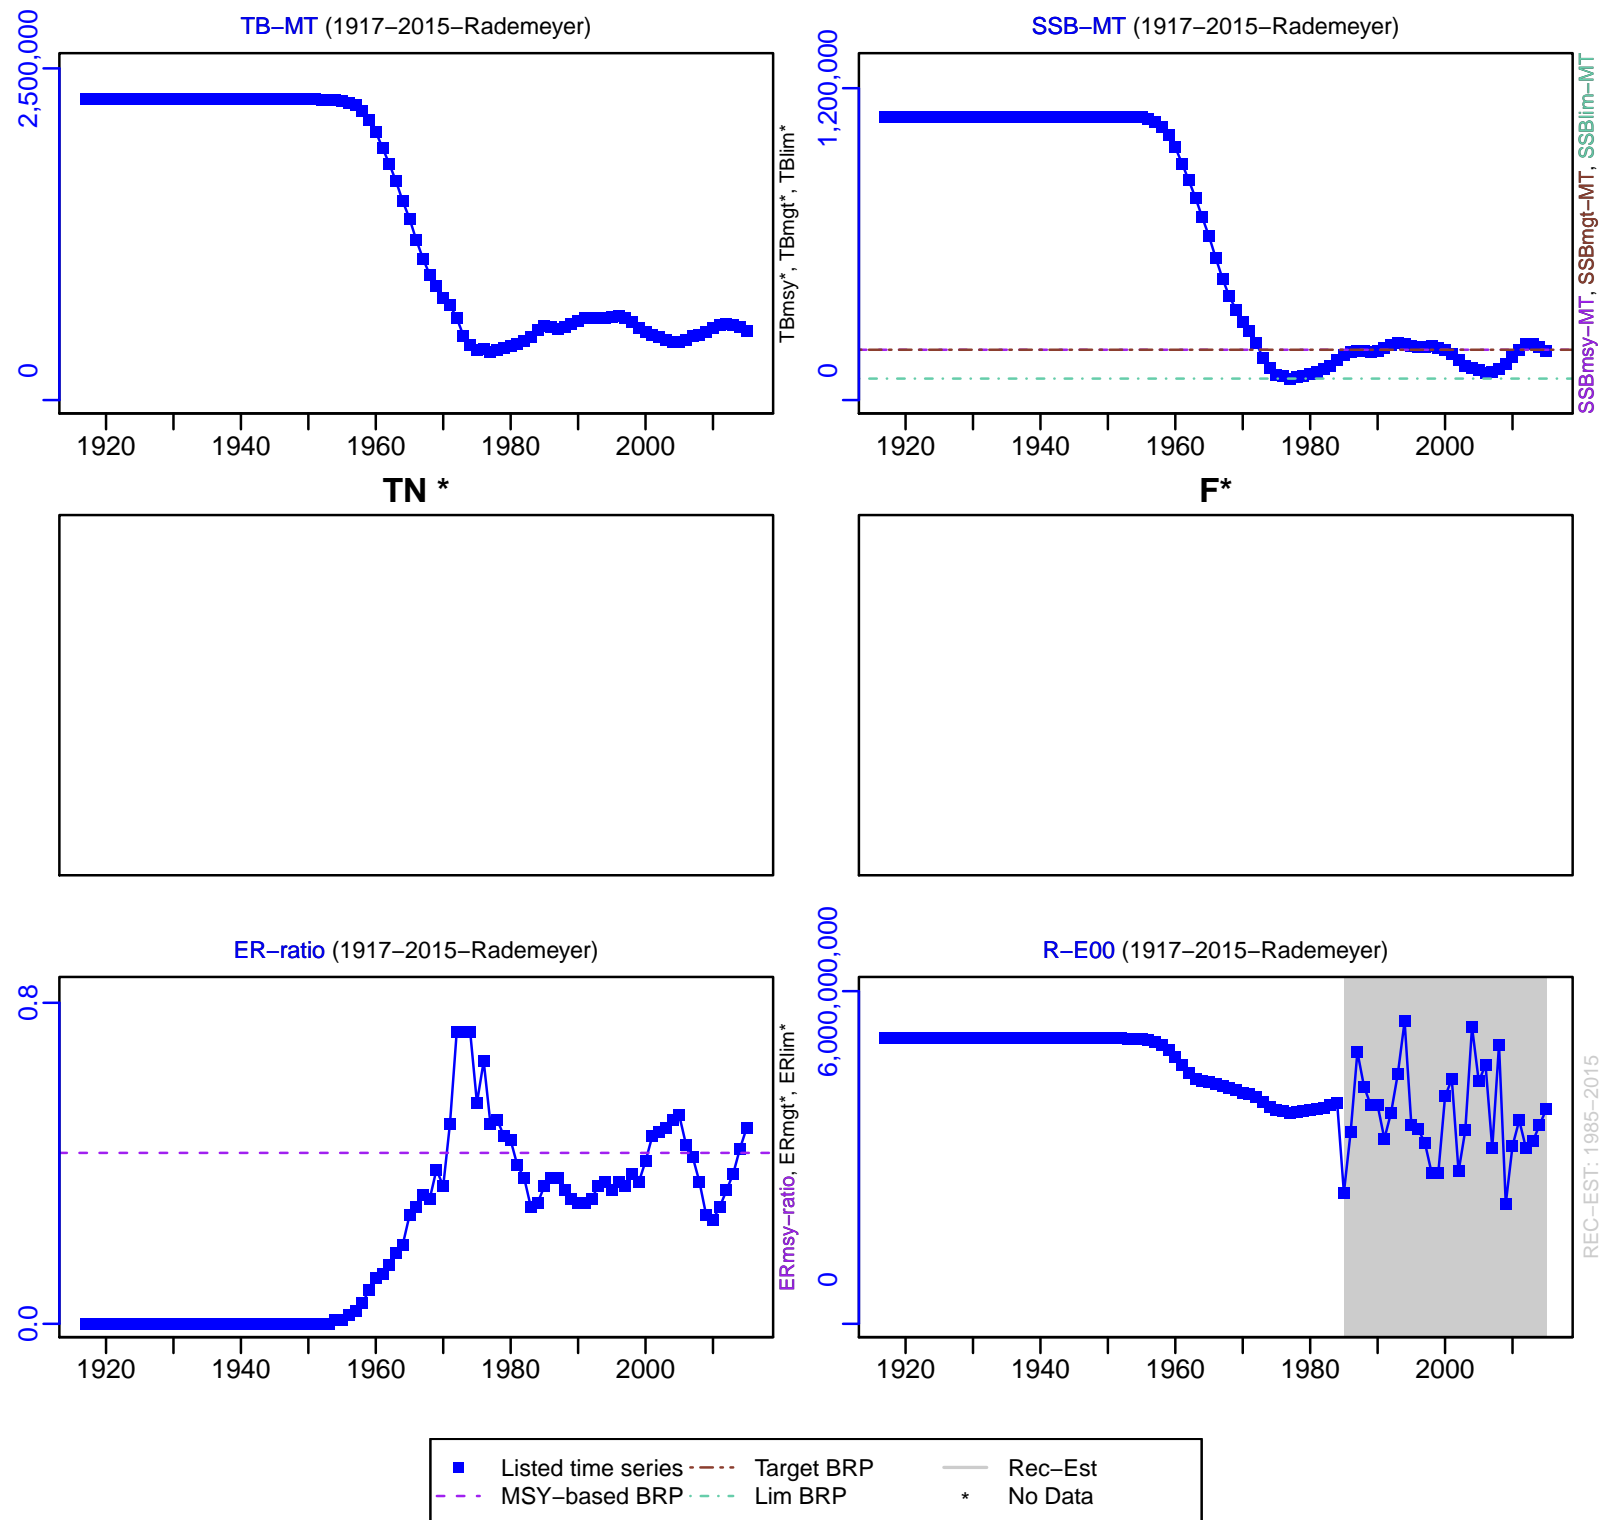 TB−MT (1917−2015−Rademeyer)
2,500,000
0
1920 1940 1960 1980 2000
TBmsy*, TBmgt*, TBlim*
SSB−MT (1917−2015−Rademeyer)
1,200,000
0
1920 1940 1960 1980 2000
SSBmsy−MT, SSBmgt−MT, SSBlim−MT
TN *
F*
ER−ratio (1917−2015−Rademeyer)
0.8
0.0
1920 1940 1960 1980 2000
ERmsy−ratio, ERmgt*, ERlim*
R−E00 (1917−2015−Rademeyer)
6,000,000,000
0
1920 1940 1960 1980 2000
REC−EST: 1985−2015
Listed time series Target BRP Rec−Est
MSY−based BRP Lim BRP * No Data